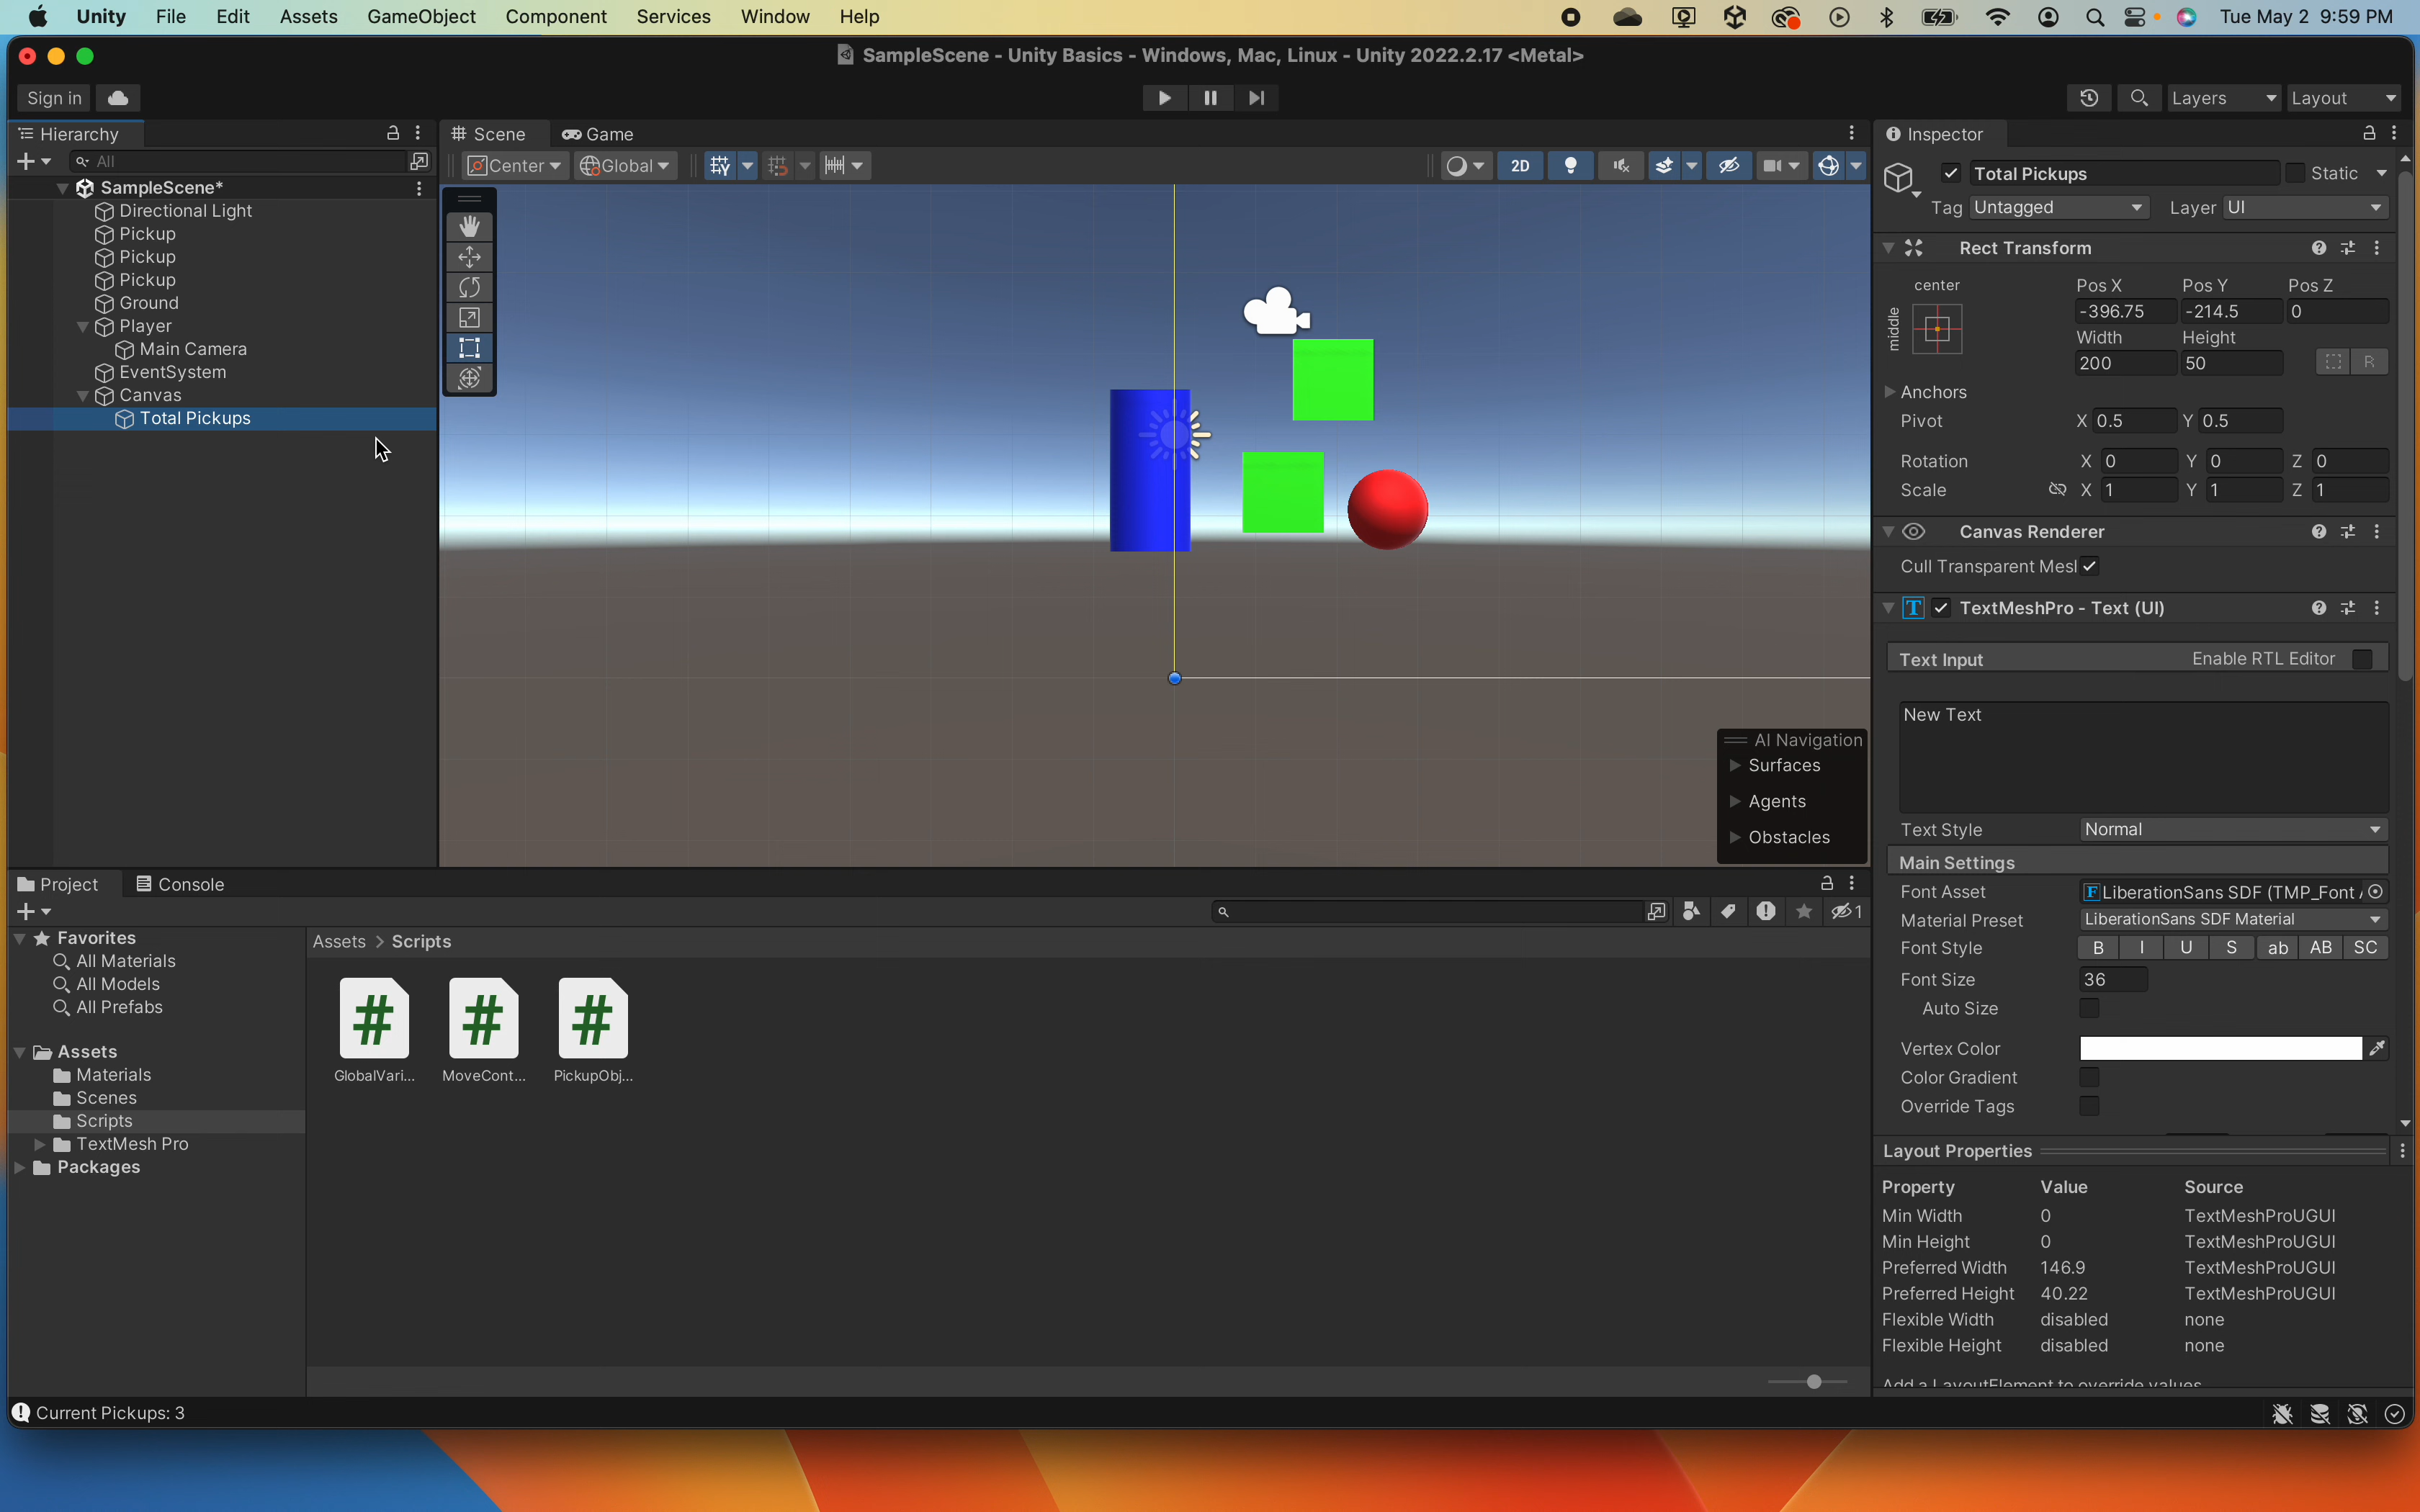 Unity File Edit Assets GameObject Component Services Window Help Tue May 2 9:59 PM
SampleScene - Unity Basics - Windows, Mac, Linux - Unity 2022.2.17 <Metal>
Sign in Layers Layout
Hierarchy
All
SampleScene*
Directional Light
Pickup
Pickup
Pickup
Ground
Player
Main Camera
EventSystem
Canvas
Total Pickups
Scene Game
Center Global 2D
AI Navigation
Surfaces
Agents
Obstacles
Inspector
Total Pickups Static
Tag Untagged Layer UI
Rect Transform
center Pos X Pos Y Pos Z
middle -396.75 -214.5 0
Width Height
200 50 R
Anchors
Pivot X 0.5 Y 0.5
Rotation X 0 Y 0 Z 0
Scale X 1 Y 1 Z 1
Canvas Renderer
Cull Transparent Mesl
T TextMeshPro - Text (UI)
Text Input Enable RTL Editor
New Text
Text Style Normal
Main Settings
Font Asset F LiberationSans SDF (TMP_Font
Material Preset LiberationSans SDF Material
Font Style B I U S ab AB SC
Font Size 36
Auto Size
Vertex Color
Color Gradient
Override Tags
Layout Properties
Property Value Source
Min Width 0 TextMeshProUGUI
Min Height 0 TextMeshProUGUI
Preferred Width 146.9 TextMeshProUGUI
Preferred Height 40.22 TextMeshProUGUI
Flexible Width disabled none
Flexible Height disabled none
Add a LayoutElement to override values
Project Console
1
Favorites
All Materials
All Models
All Prefabs
Assets
Materials
Scenes
Scripts
TextMesh Pro
Packages
Assets > Scripts
# # #
GlobalVari... MoveCont... PickupObj...
Current Pickups: 3